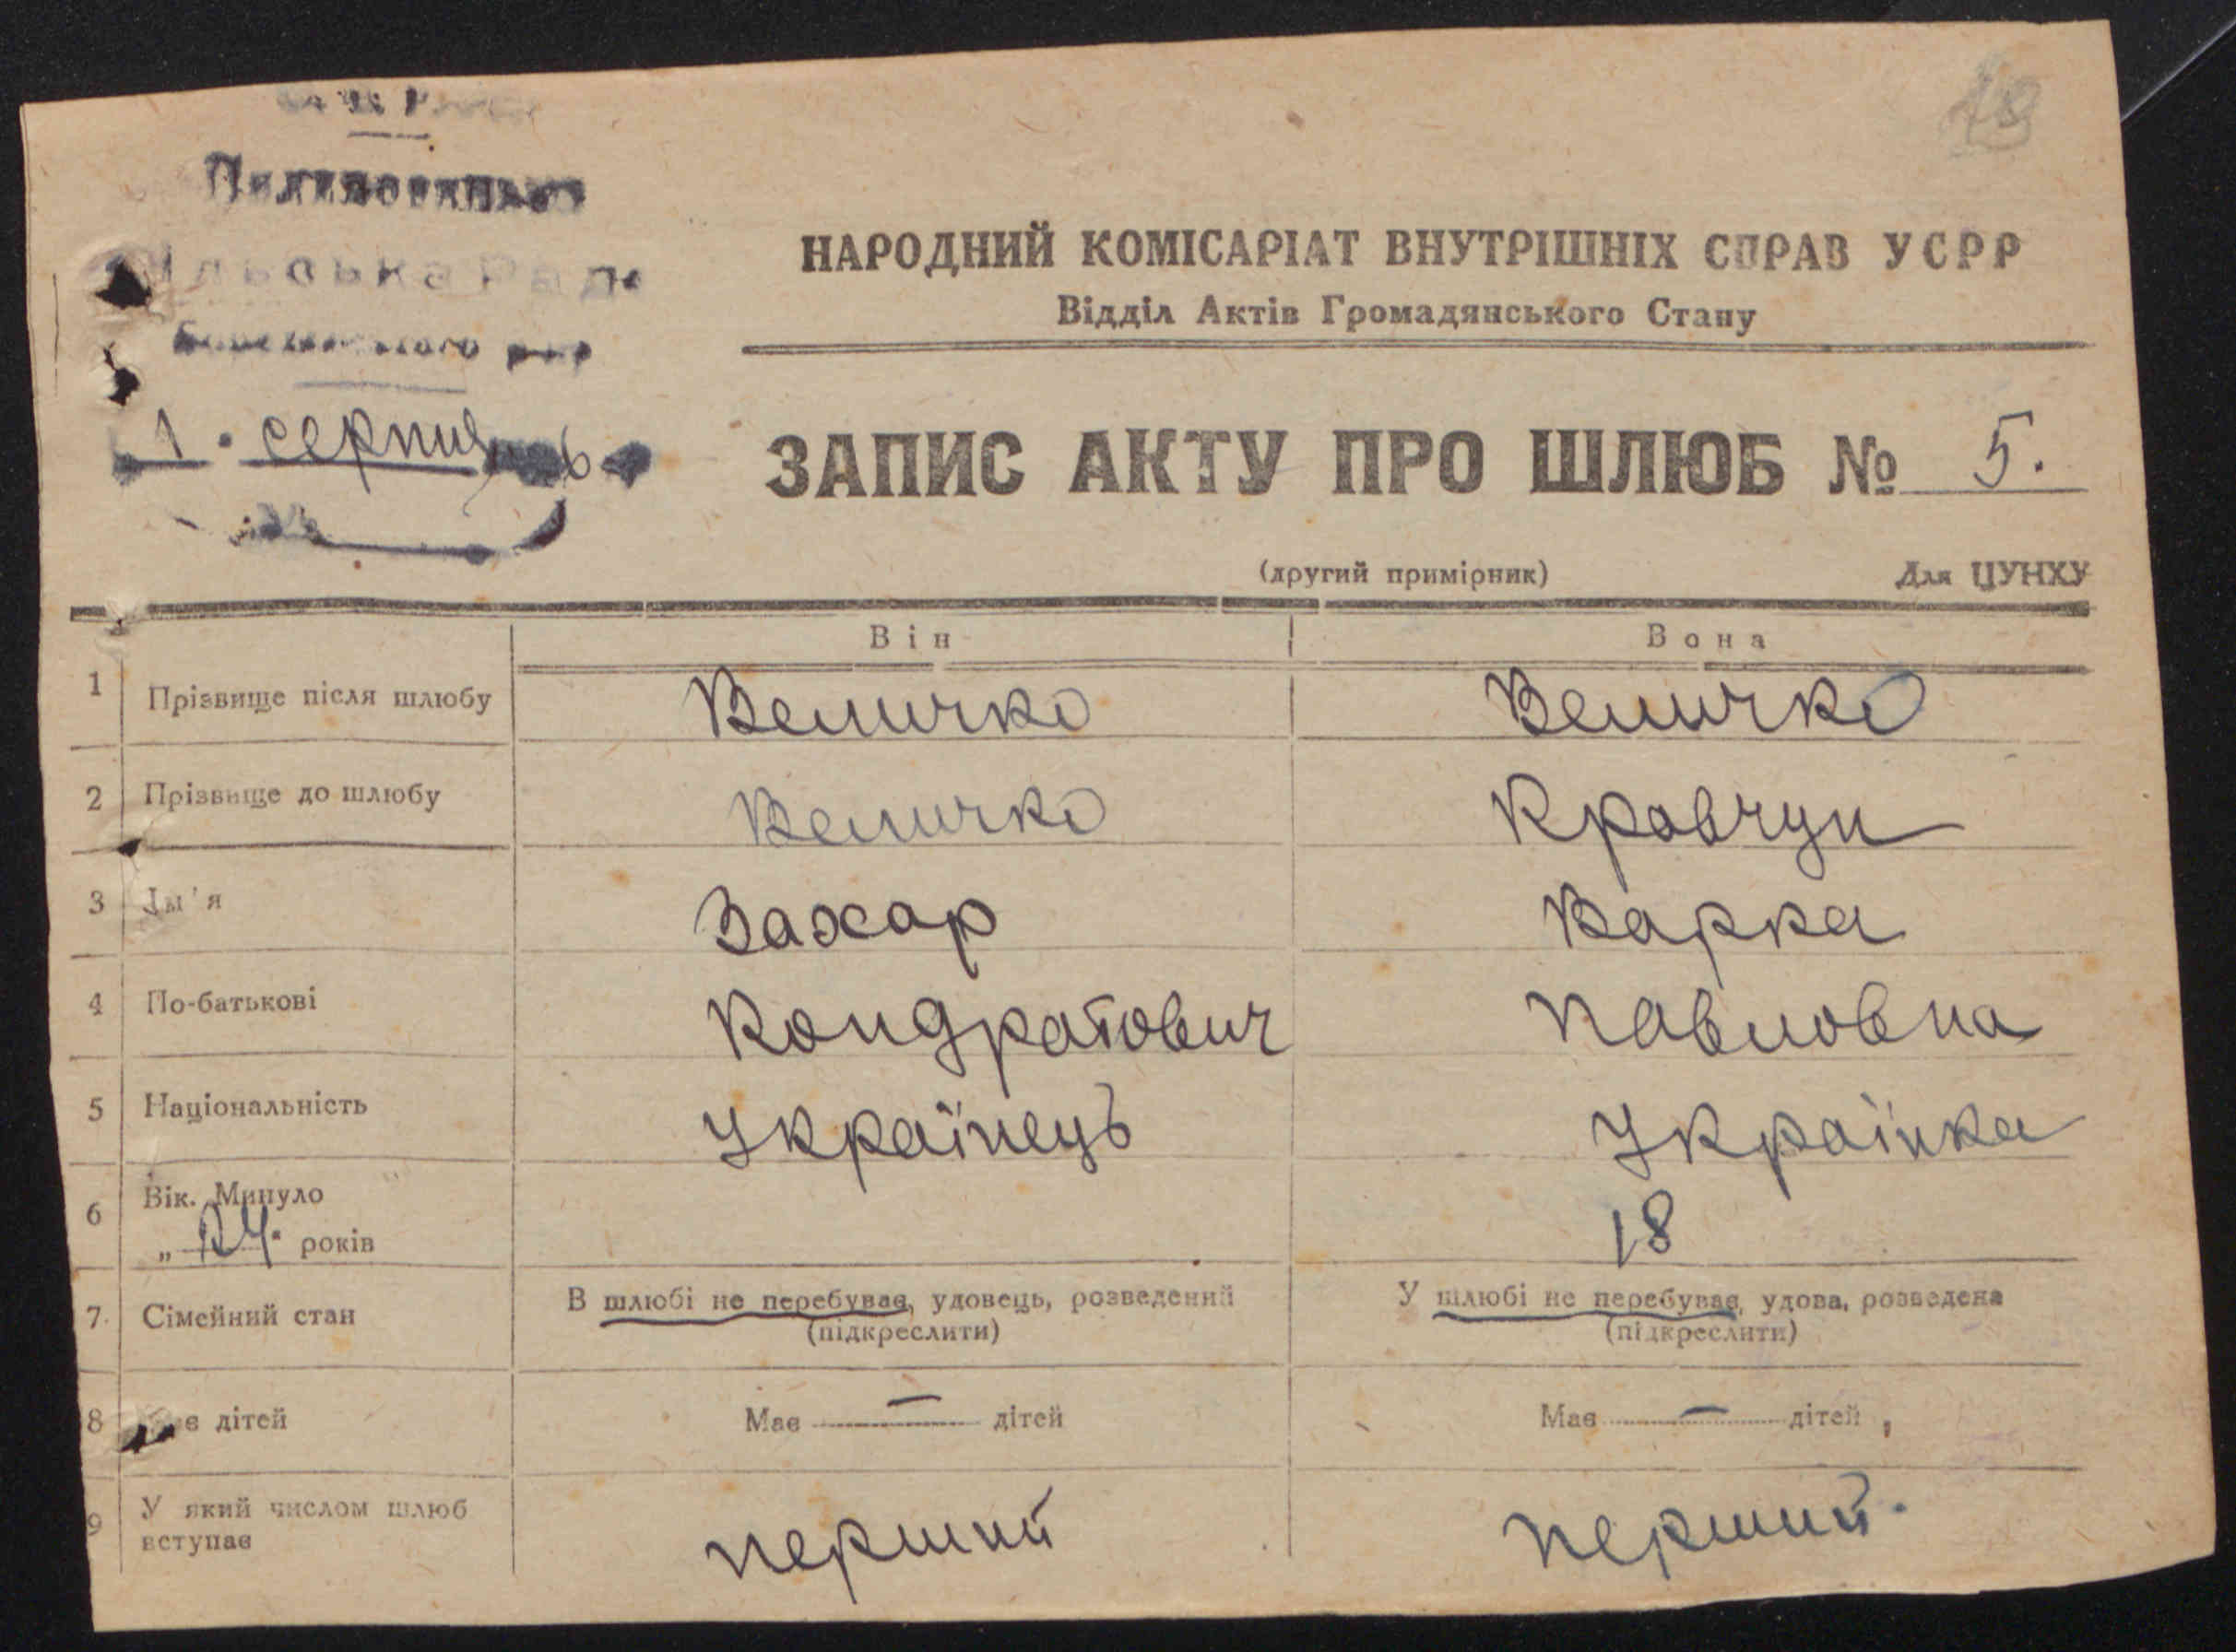 НАРОДНИЙ КОМІСАРІАТ ВНУТРІШНІХ СПРАВ УСРР
Відділ Актів Громадянського Стану
1. серпня
ЗАПИС АКТУ ПРО ШЛЮБ № 5.
(другий примірник) Для ЦУНХУ
Він Вона
1 Прізвище після шлюбу Величко Величко
2 Прізвище до шлюбу Величко Кравчун
3 Им'я Захар Варка
4 По-батькові Кондратович Павловна
5 Національність Українець Українка
6 Вік. Минуло
„ 24 " років 18
7. Сімейний стан В шлюбі не перебуває, удовець, розведений У шлюбі не перебуває, удова, розведена
(підкреслити) (підкреслити)
8 дітей Має — дітей Має — дітей
9 У який числом шлюб
вступає перший перший.